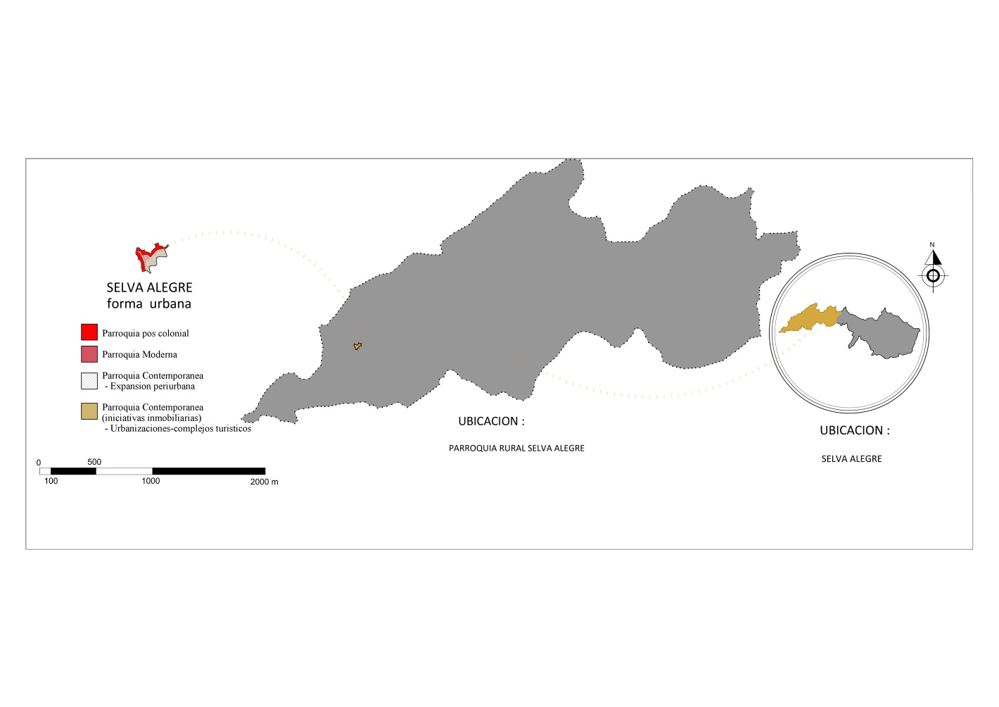 SELVA ALEGRE
forma urbana
Parroquia pos colonial
Parroquia Moderna
Parroquia Contemporanea
- Expansion periurbana
Parroquia Contemporanea
(iniciativas inmobiliarias)
- Urbanizaciones-complejos turisticos
0 500
100 1000 2000 m
UBICACION :
PARROQUIA RURAL SELVA ALEGRE
N
UBICACION :
SELVA ALEGRE